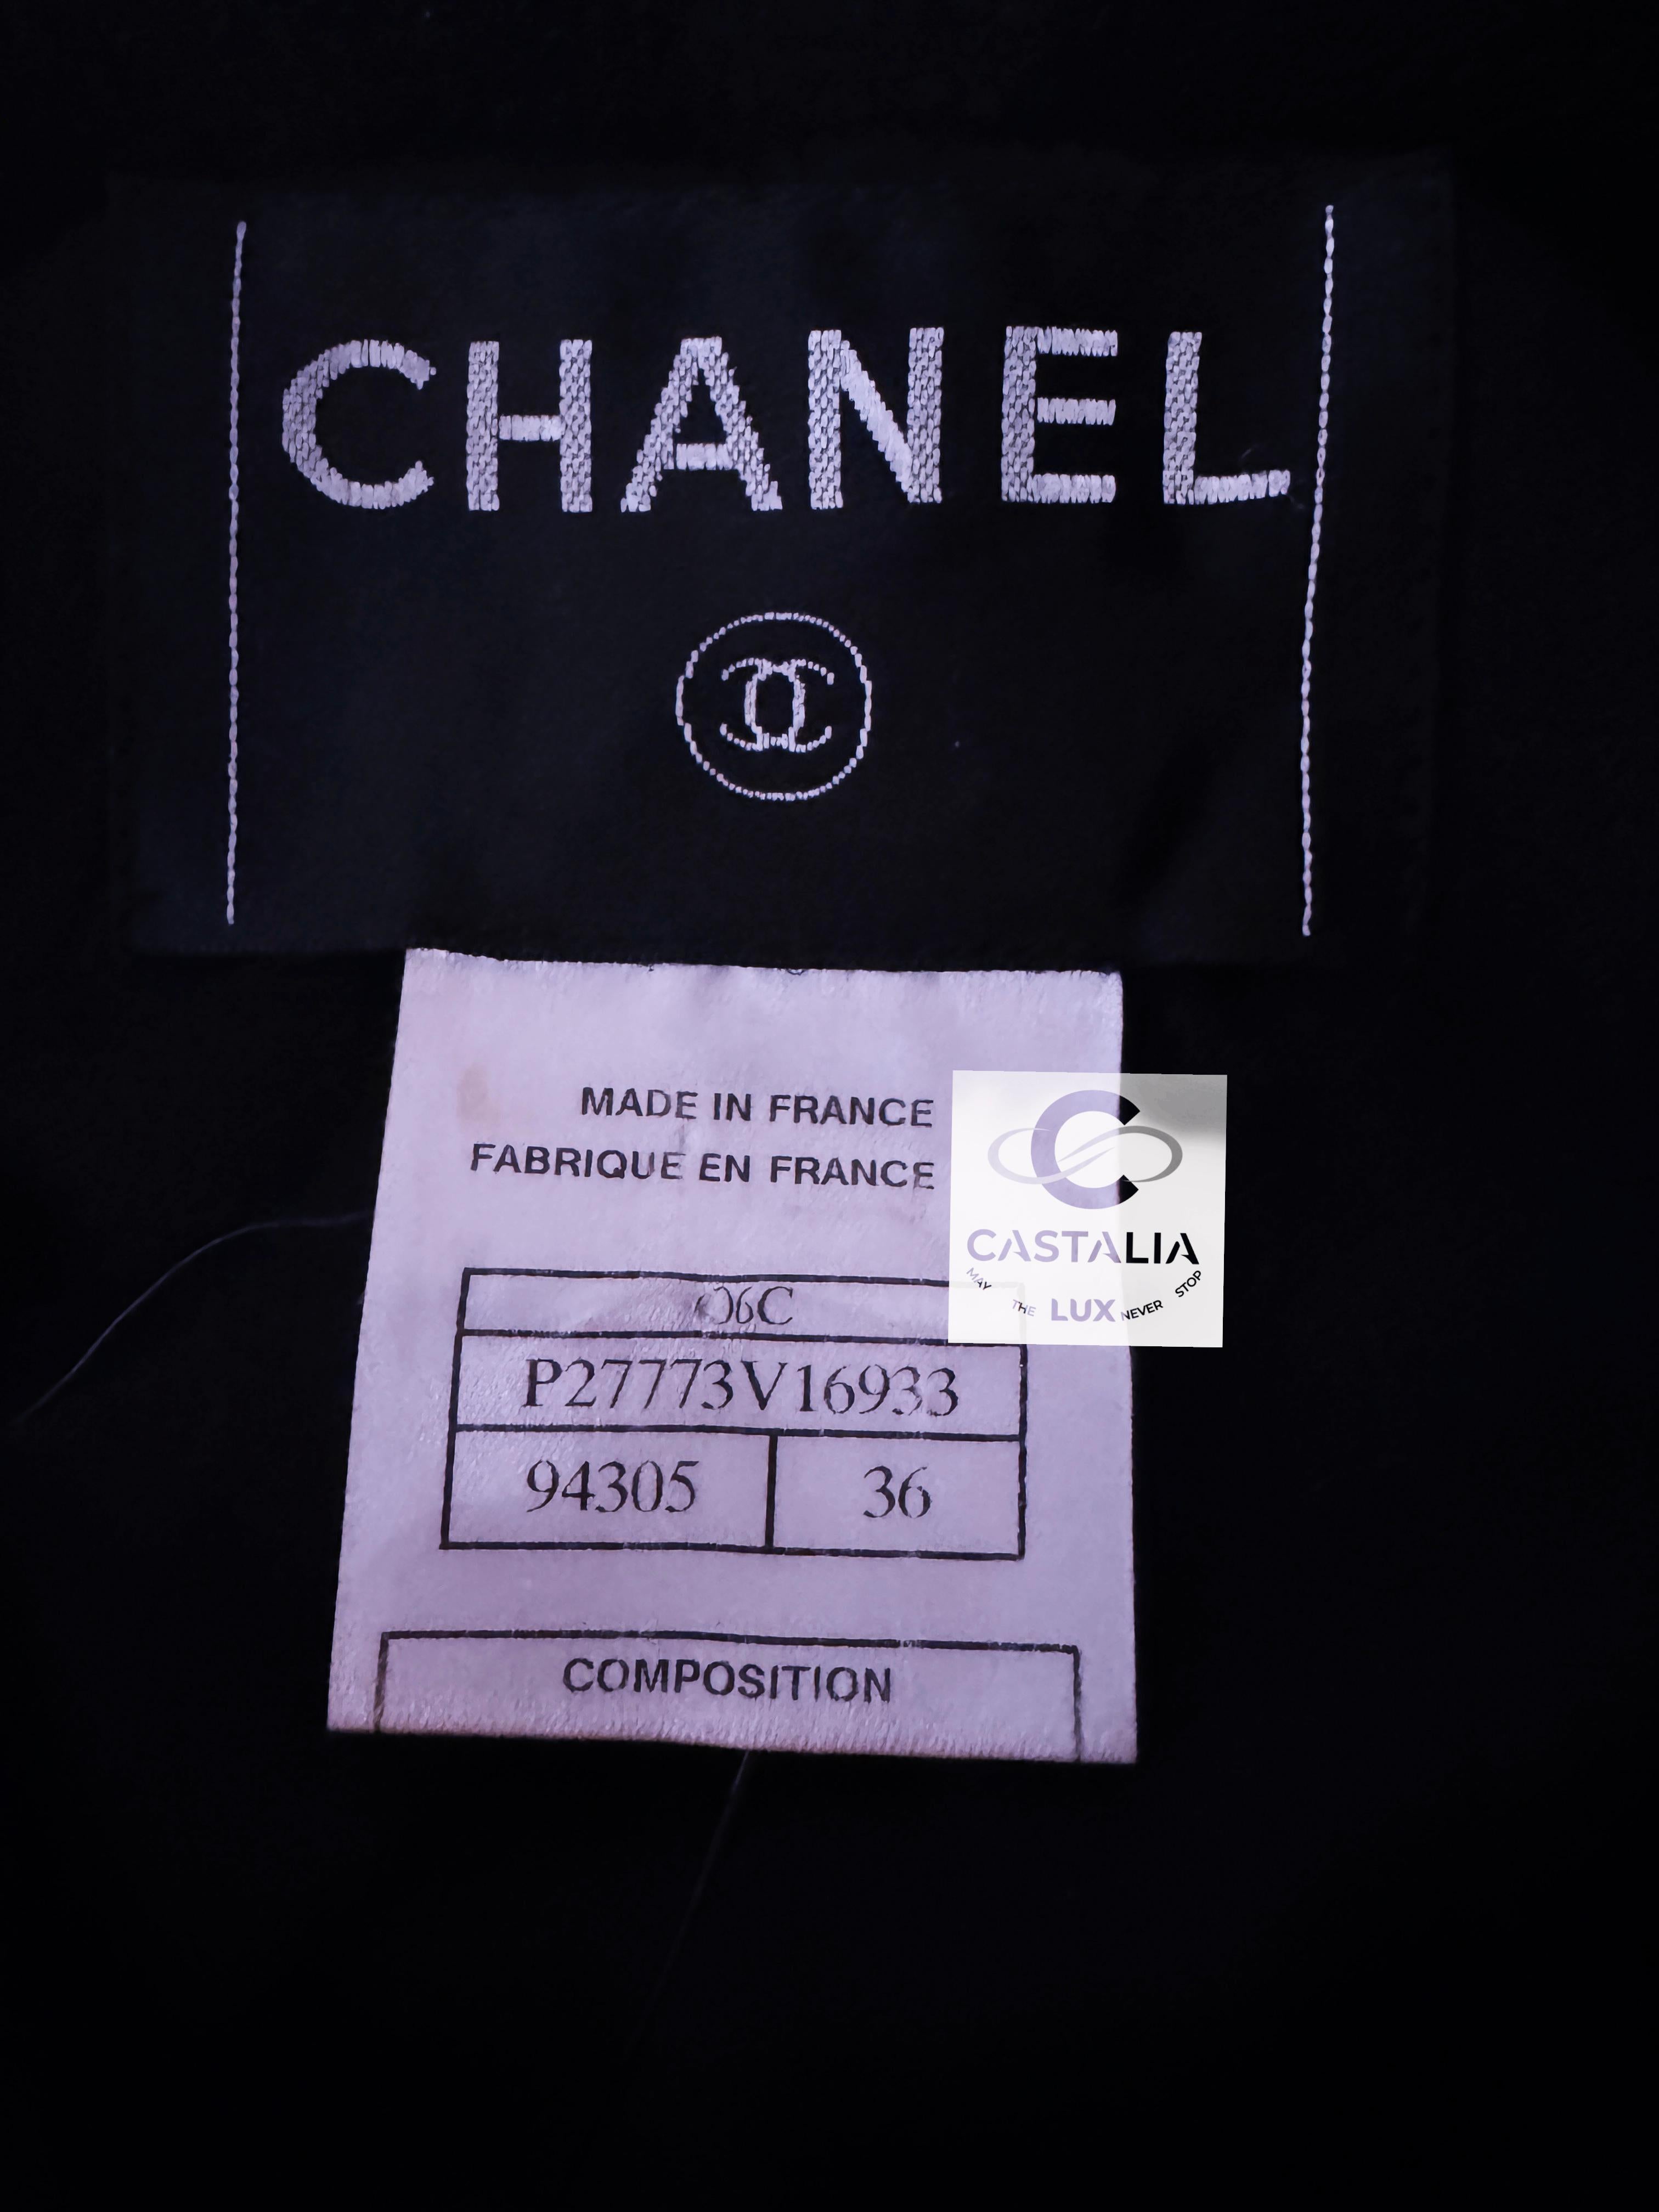 CHANEL
MADE IN FRANCE
FABRIQUE EN FRANCE
CASTALIA
MAY THE LUX NEVER STOP
06C
P27773V16933
94305 36
COMPOSITION